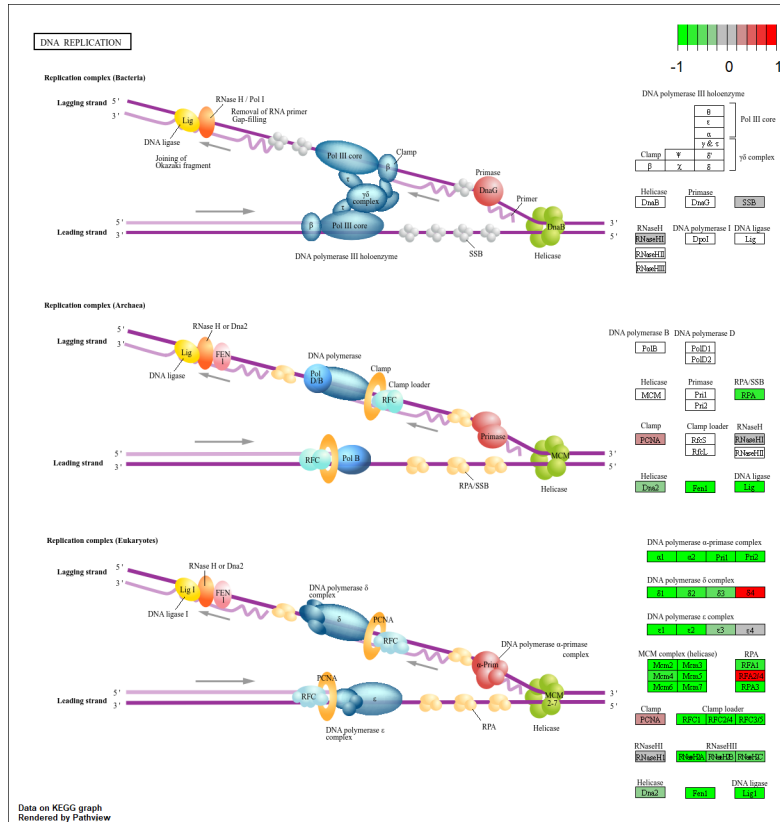 DNA REPLICATION
-1 0 1
Replication complex (Bacteria)
Lagging strand
5 '
3 '
Lig
RNase H / Pol I
Removal of RNA primer
Gap-filling
DNA ligase
Joining of
Okazaki fragment
Pol III core
Clamp
β
τ
γδ
complex
τ
Primase
DnaG
Primer
DnaB
3 '
5 '
5 '
3 '
Leading strand
β
Pol III core
SSB
Helicase
DNA polymerase III holoenzyme
DNA polymerase III holoenzyme
θ
ε
α
Pol III core
γ & τ
Clamp
Ψ
δ'
β
χ
δ
γδ complex
Helicase
Primase
DnaB
DnaG
SSB
RNaseH
DNA polymerase I
DNA ligase
RNaseHI
DpoI
Lig
RNaseHII
RNaseHIII
Replication complex (Archaea)
Lagging strand
5 '
3 '
Lig
RNase H or Dna2
FEN
1
DNA ligase
DNA polymerase
Pol
D/B
Clamp
Clamp loader
RFC
Primase
MCM
3 '
5 '
5 '
3 '
Leading strand
RFC
Pol B
RPA/SSB
Helicase
DNA polymerase B
DNA polymerase D
PolB
PolD1
PolD2
Helicase
Primase
RPA/SSB
MCM
Pri1
RPA
Pri2
Clamp
Clamp loader
RNaseH
PCNA
RfcS
RNaseHI
RfcL
RNaseHII
Helicase
DNA ligase
Dna2
Fen1
Lig
Replication complex (Eukaryotes)
Lagging strand
5 '
3 '
Lig I
RNase H or Dna2
FEN
1
DNA ligase I
DNA polymerase δ
complex
δ
PCNA
RFC
DNA polymerase α-primase
complex
α-Prim
MCM
2-7
3 '
5 '
5 '
3 '
Leading strand
PCNA
RFC
ε
DNA polymerase ε
complex
RPA
Helicase
DNA polymerase α-primase complex
α1 α2 Pri1 Pri2
DNA polymerase δ complex
δ1 δ2 δ3 δ4
DNA polymerase ε complex
ε1 ε2 ε3 ε4
MCM complex (helicase)
RPA
Mcm2 Mcm3 RPA1
Mcm4 Mcm5 RPA2/4
Mcm6 Mcm7 RPA3
Clamp
Clamp loader
PCNA RFC1 RFC2/4 RFC3/5
RNaseHI
RNaseHII
RNaseH1 RNaseH2A RNaseH2B RNaseH2C
Helicase
DNA ligase
Dna2 Fen1 Lig1
Data on KEGG graph
Rendered by Pathview